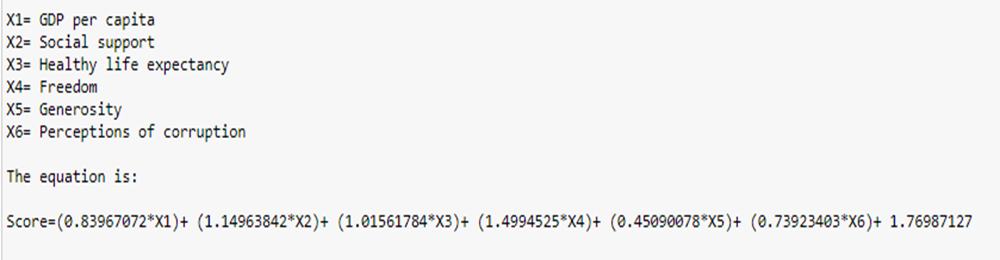 X1= GDP per capita
X2= Social support
X3= Healthy life expectancy
X4= Freedom
X5= Generosity
X6= Perceptions of corruption
The equation is:
Score=(0.83967072*X1)+ (1.14963842*X2)+ (1.01561784*X3)+ (1.4994525*X4)+ (0.45090078*X5)+ (0.73923403*X6)+ 1.76987127